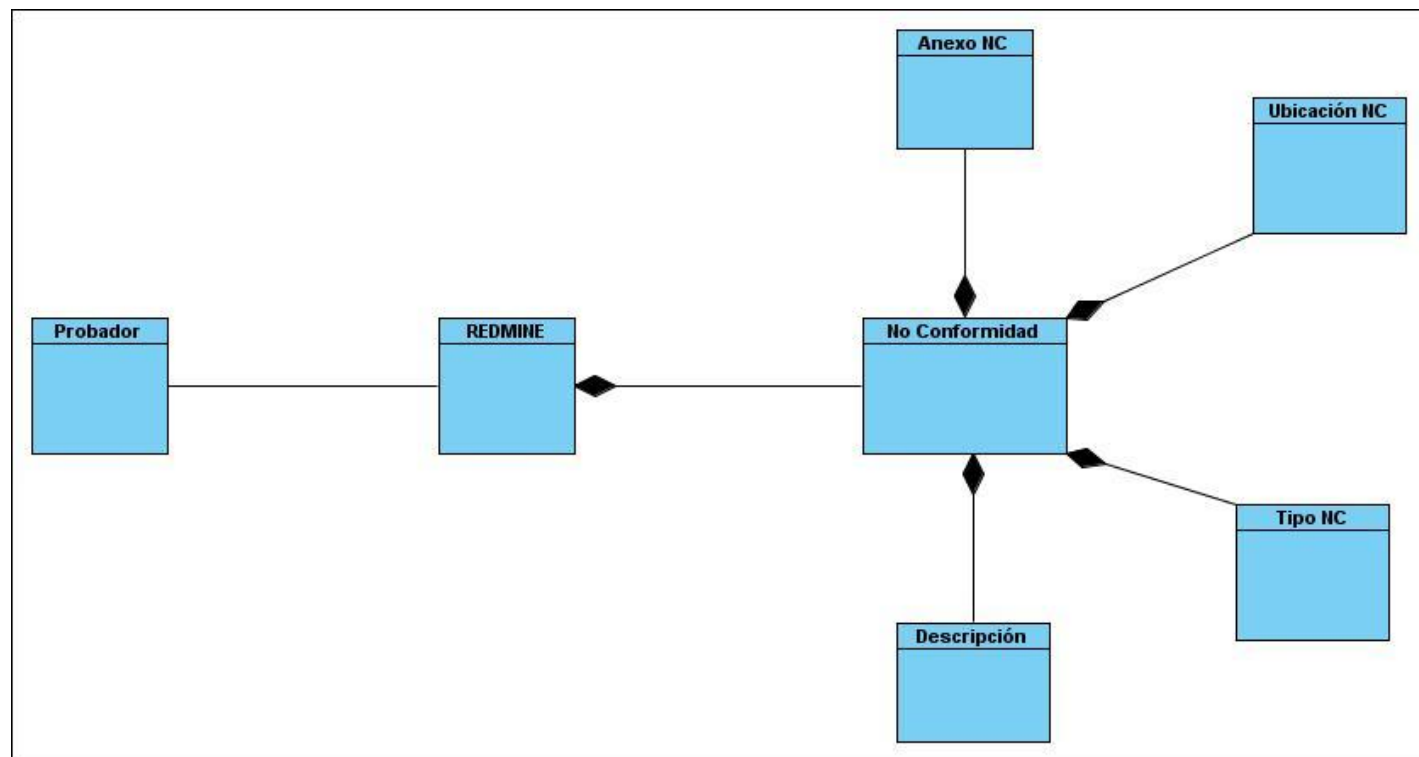 Anexo NC
Ubicación NC
Probador
REDMINE
No Conformidad
Tipo NC
Descripción